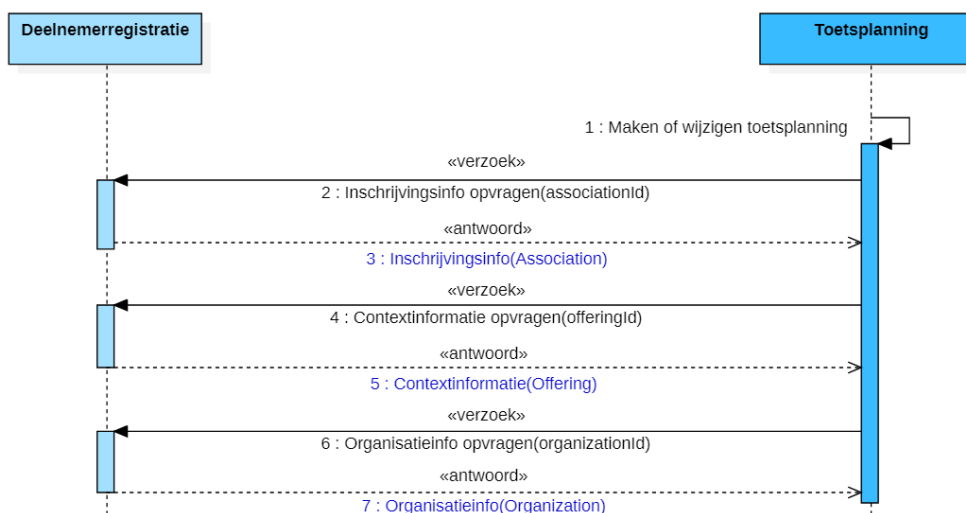 Deelnemerregistratie
Toetsplanning
1 : Maken of wijzigen toetsplanning
«verzoek»
2 : Inschrijvingsinfo opvragen(associationId)
«antwoord»
3 : Inschrijvingsinfo(Association)
«verzoek»
4 : Contextinformatie opvragen(offeringId)
«antwoord»
5 : Contextinformatie(Offering)
«verzoek»
6 : Organisatieinfo opvragen(organizationId)
«antwoord»
7 : Organisatieinfo(Organization)